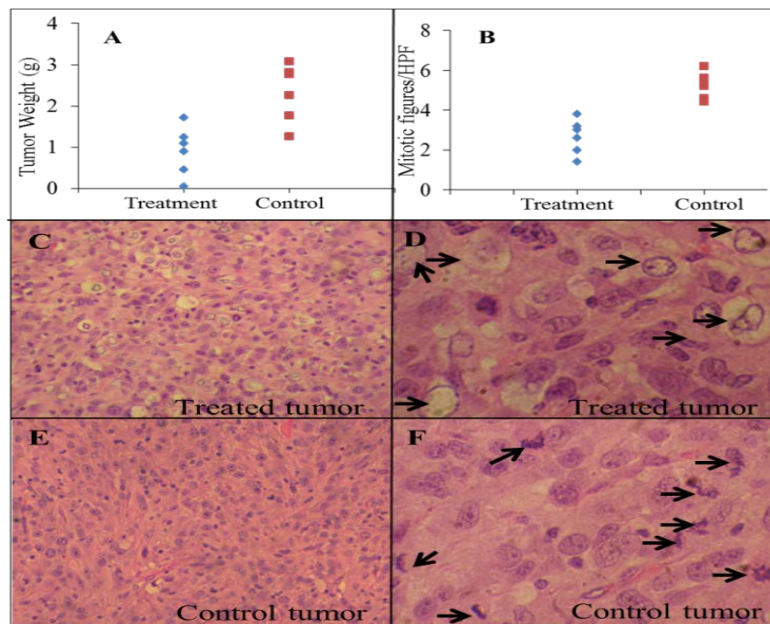 A
Tumor Weight (g)
4
3
2
1
0
Treatment
Control
B
Mitotic figures/HPF
8
6
4
2
0
Treatment
Control
C
Treated tumor
D
Treated tumor
E
Control tumor
F
Control tumor